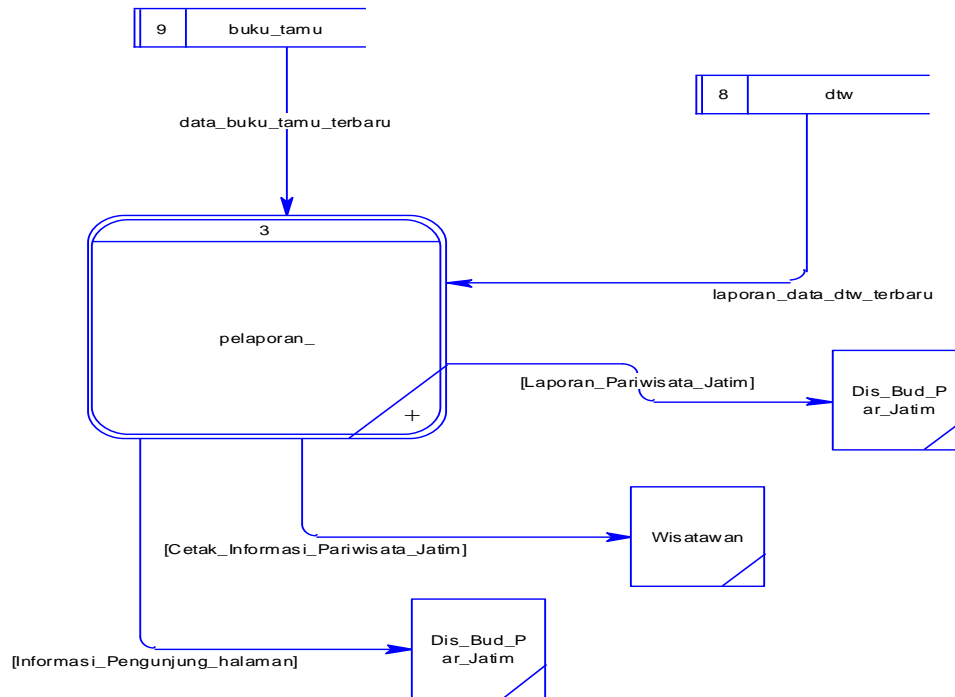 9 buku_tamu
8 dtw
data_buku_tamu_terbaru
3
laporan_data_dtw_terbaru
pelaporan_
[Laporan_Pariwisata_Jatim]
Dis_Bud_P
ar_Jatim
+
Wisatawan
[Cetak_Informasi_Pariwisata_Jatim]
Dis_Bud_P
ar_Jatim
[Informasi_Pengunjung_halaman]